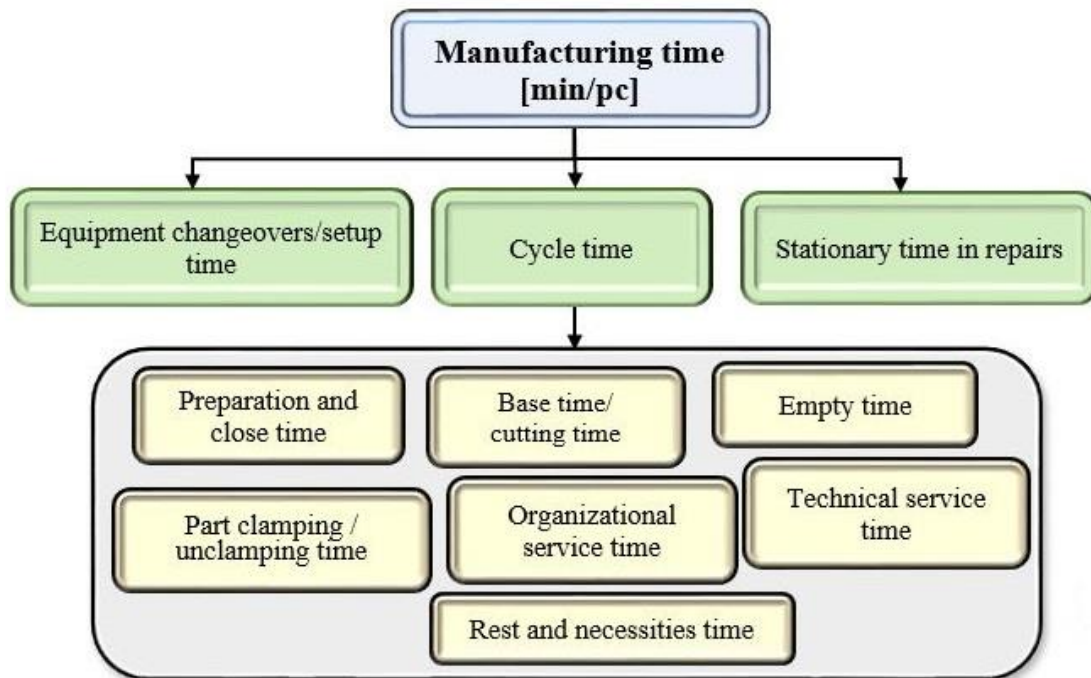 Manufacturing time
[min/pc]
Equipment changeovers/setup
time
Cycle time
Stationary time in repairs
Preparation and
close time
Base time/
cutting time
Empty time
Part clamping /
unclamping time
Organizational
service time
Technical service
time
Rest and necessities time